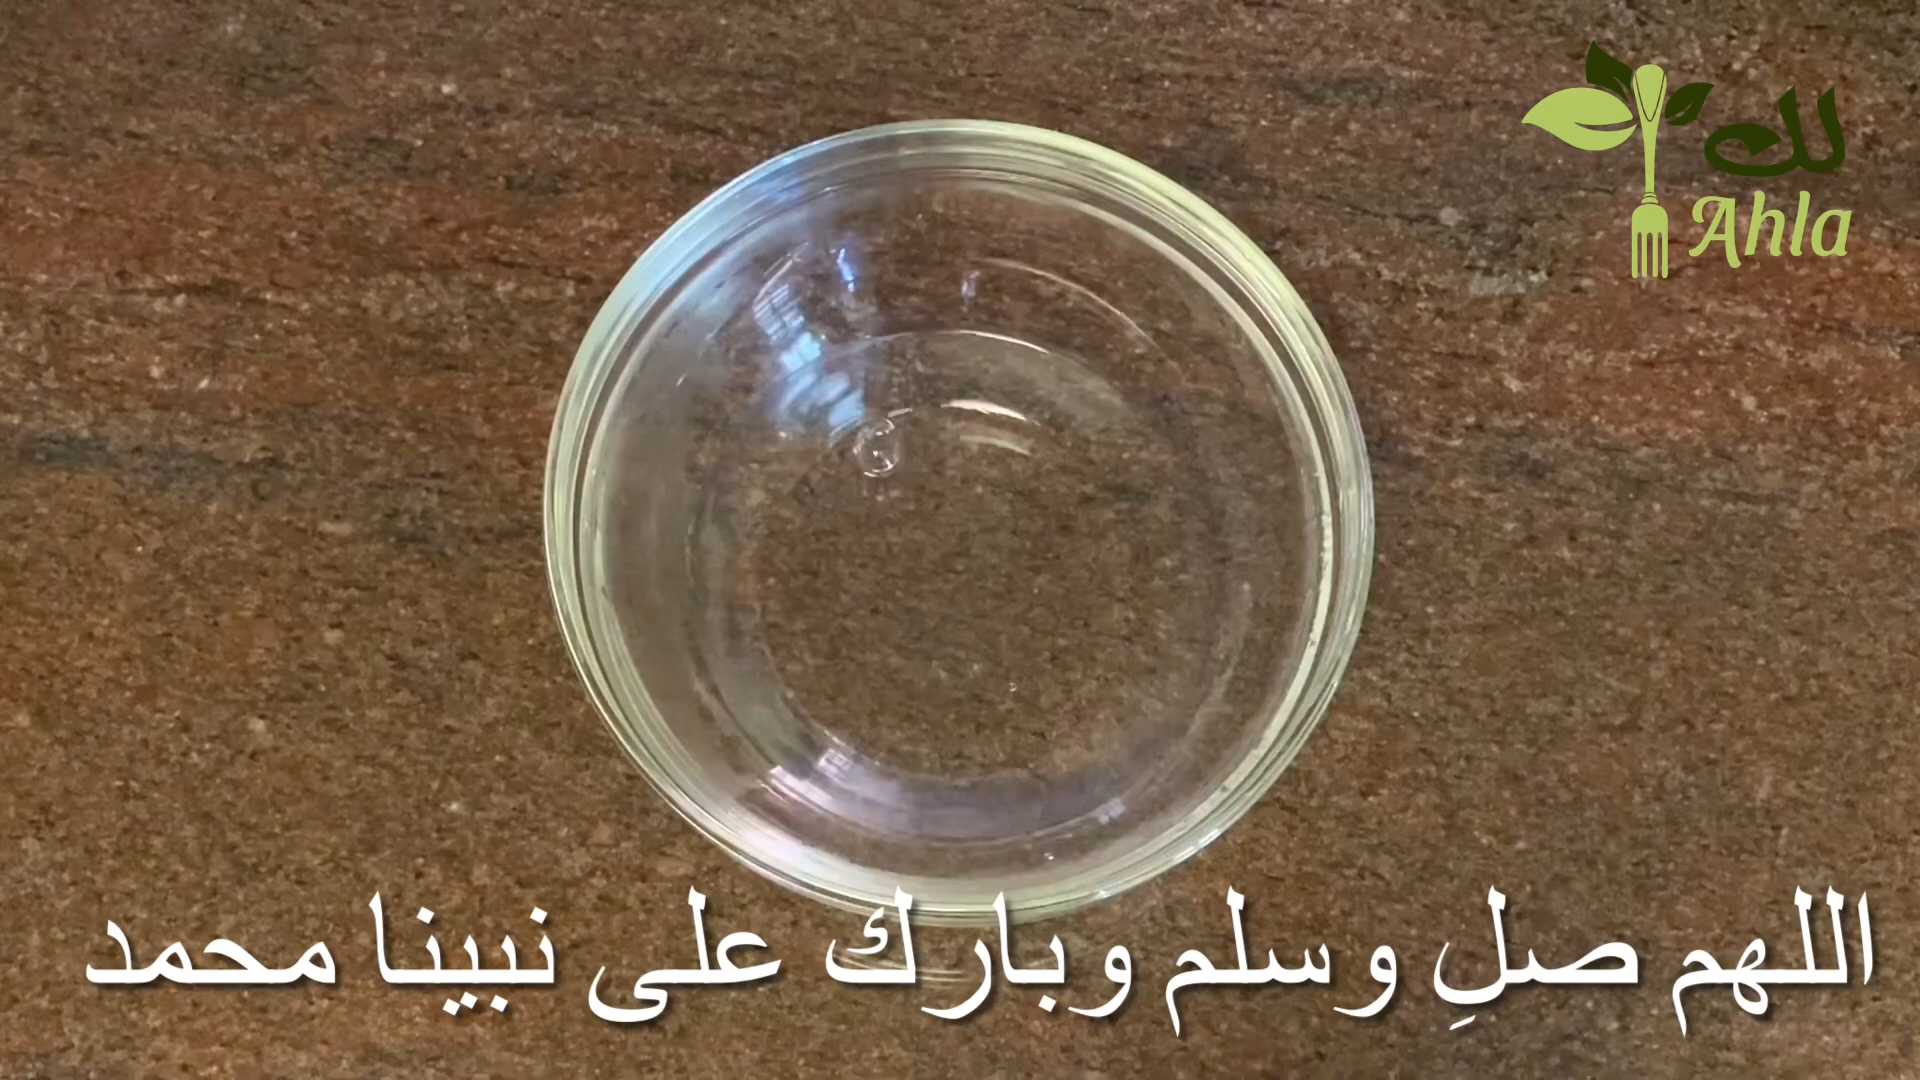 لك
Ahla
اللهم صلِ وسلم وبارك على نبينا محمد